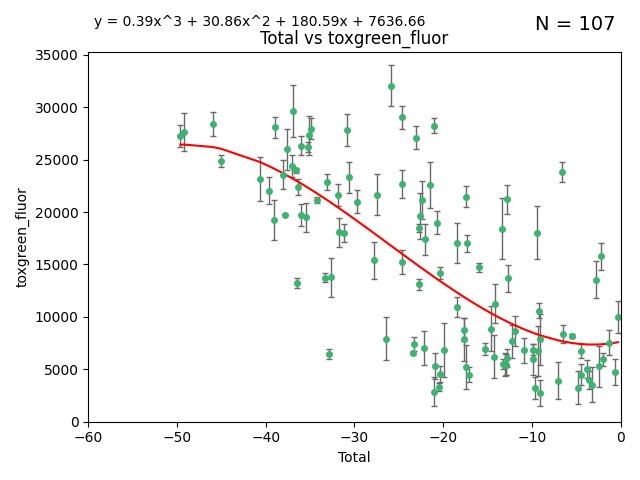 y = 0.39x^3 + 30.86x^2 + 180.59x + 7636.66
N = 107
Total vs toxgreen_fluor
35000
30000
25000
20000
15000
10000
5000
0
toxgreen_fluor
−60 −50 −40 −30 −20 −10 0
Total